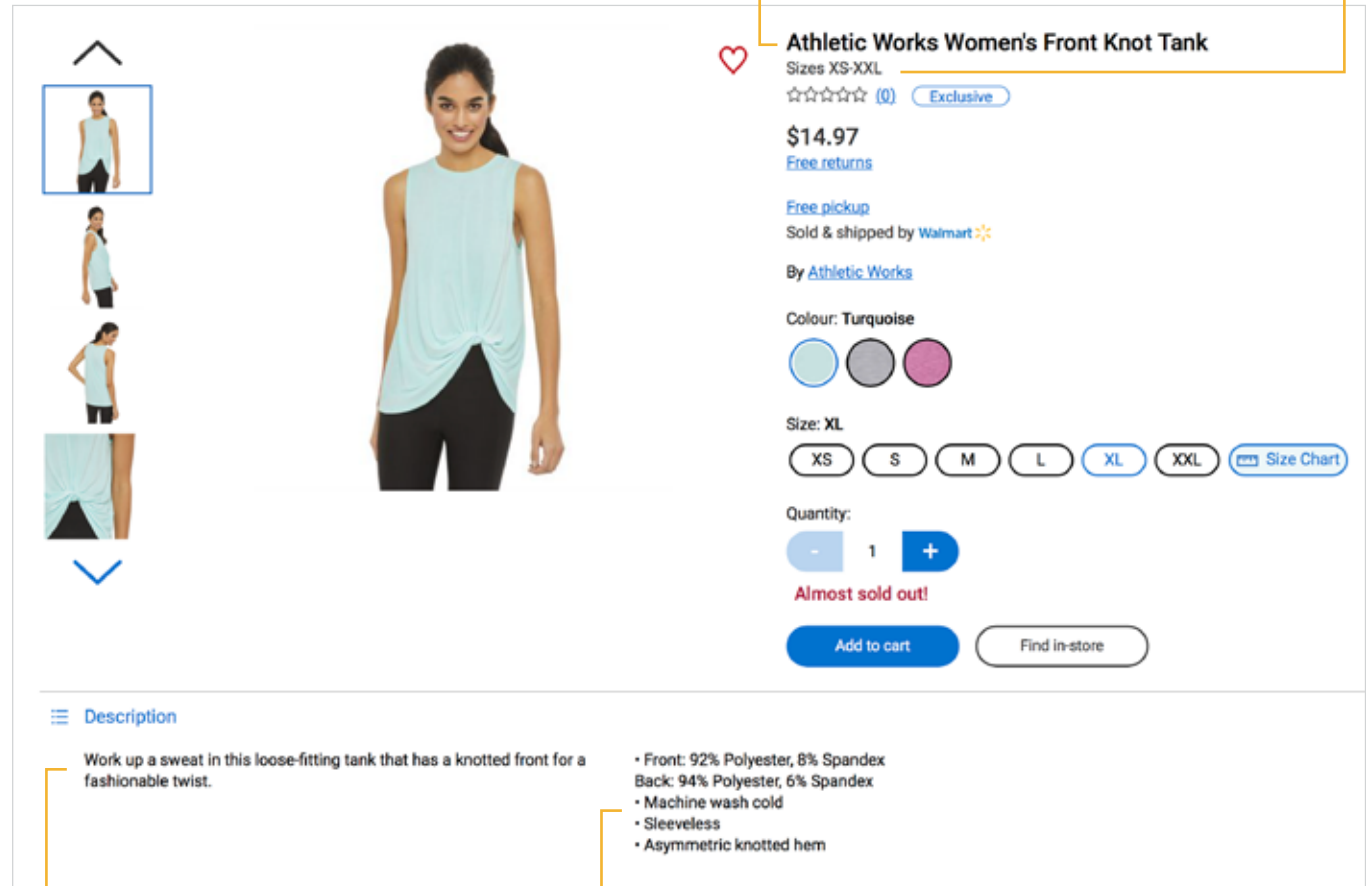 Athletic Works Women's Front Knot Tank
Sizes XS-XXL
(0) Exclusive
$14.97
Free returns
Free pickup
Sold & shipped by Walmart
By Athletic Works
Colour: Turquoise
Size: XL
XS S M L XL XXL Size Chart
Quantity:
- 1 +
Almost sold out!
Add to cart Find in-store
Description
Work up a sweat in this loose-fitting tank that has a knotted front for a
fashionable twist.
• Front: 92% Polyester, 8% Spandex
Back: 94% Polyester, 6% Spandex
• Machine wash cold
• Sleeveless
• Asymmetric knotted hem